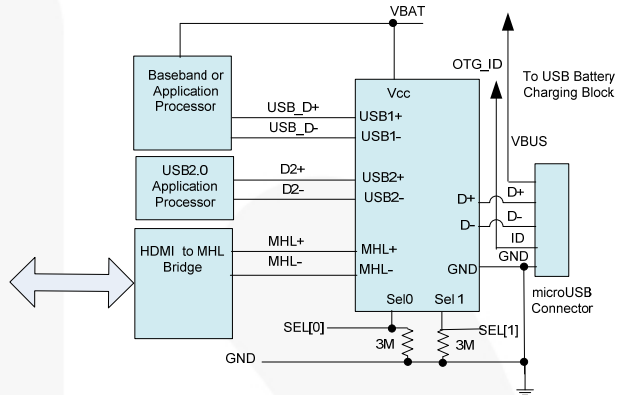 VBAT
OTG_ID
To USB Battery
Charging Block
Baseband or
Application
Processor
Vcc
USB_D+
USB1+
USB_D-
USB1-
VBUS
USB2.0
Application
Processor
D2+
USB2+
D2-
USB2-
D+
D+
D-
D-
HDMI to MHL
Bridge
MHL+
MHL+
MHL-
MHL-
ID
GND
GND
microUSB
Connector
Sel0
Sel 1
SEL[0]
SEL[1]
3M
3M
GND